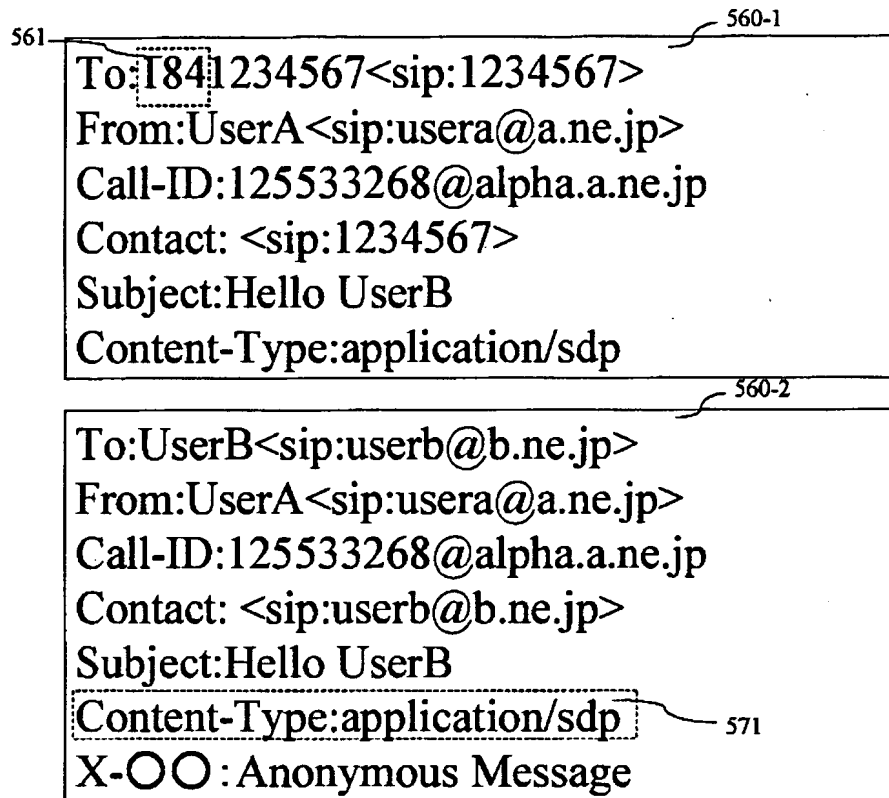 560-1
561
To:1841234567<sip:1234567>
From:UserA<sip:usera@a.ne.jp>
Call-ID:125533268@alpha.a.ne.jp
Contact: <sip:1234567>
Subject:Hello UserB
Content-Type:application/sdp
560-2
To:UserB<sip:userb@b.ne.jp>
From:UserA<sip:usera@a.ne.jp>
Call-ID:125533268@alpha.a.ne.jp
Contact: <sip:userb@b.ne.jp>
Subject:Hello UserB
Content-Type:application/sdp
571
X-○○:Anonymous Message